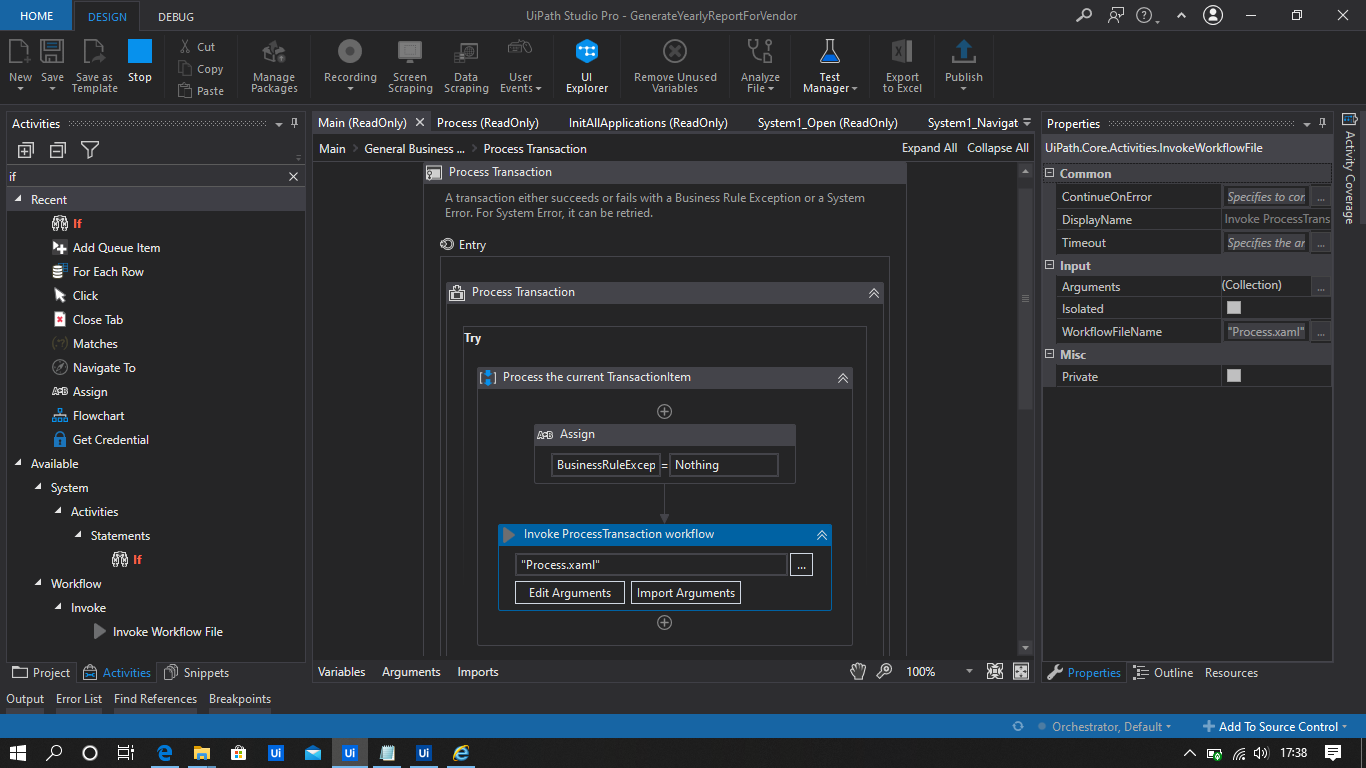 HOME
DESIGN
DEBUG
UiPath Studio Pro - GenerateYearlyReportForVendor
New
Save
Save as Template
Stop
Cut
Copy
Paste
Manage Packages
Recording
Screen Scraping
Data Scraping
User Events
UI Explorer
Remove Unused Variables
Analyze File
Test Manager
Export to Excel
Publish
Activities
if
Recent
If
Add Queue Item
For Each Row
Click
Close Tab
Matches
Navigate To
Assign
Flowchart
Get Credential
Available
System
Activities
Statements
If
Workflow
Invoke
Invoke Workflow File
Project
Activities
Snippets
Main (ReadOnly)
Process (ReadOnly)
InitAllApplications (ReadOnly)
System1_Open (ReadOnly)
System1_Navigat
Main > General Business ... > Process Transaction
Expand All
Collapse All
Process Transaction
A transaction either succeeds or fails with a Business Rule Exception or a System
Error. For System Error, it can be retried.
Entry
Process Transaction
Try
Process the current TransactionItem
A*B Assign
BusinessRuleExcep = Nothing
Invoke ProcessTransaction workflow
"Process.xaml"
...
Edit Arguments
Import Arguments
Variables
Arguments
Imports
100%
Properties
UiPath.Core.Activities.InvokeWorkflowFile
Common
ContinueOnError
Specifies to cor
...
DisplayName
Invoke ProcessTrans
Timeout
Specifies the ar
...
Input
Arguments
(Collection)
...
Isolated
WorkflowFileName
"Process.xaml"
...
Misc
Private
Properties
Outline
Resources
Activity Coverage
Output
Error List
Find References
Breakpoints
Orchestrator, Default
Add To Source Control
Ui
Ui
Ui
17:38